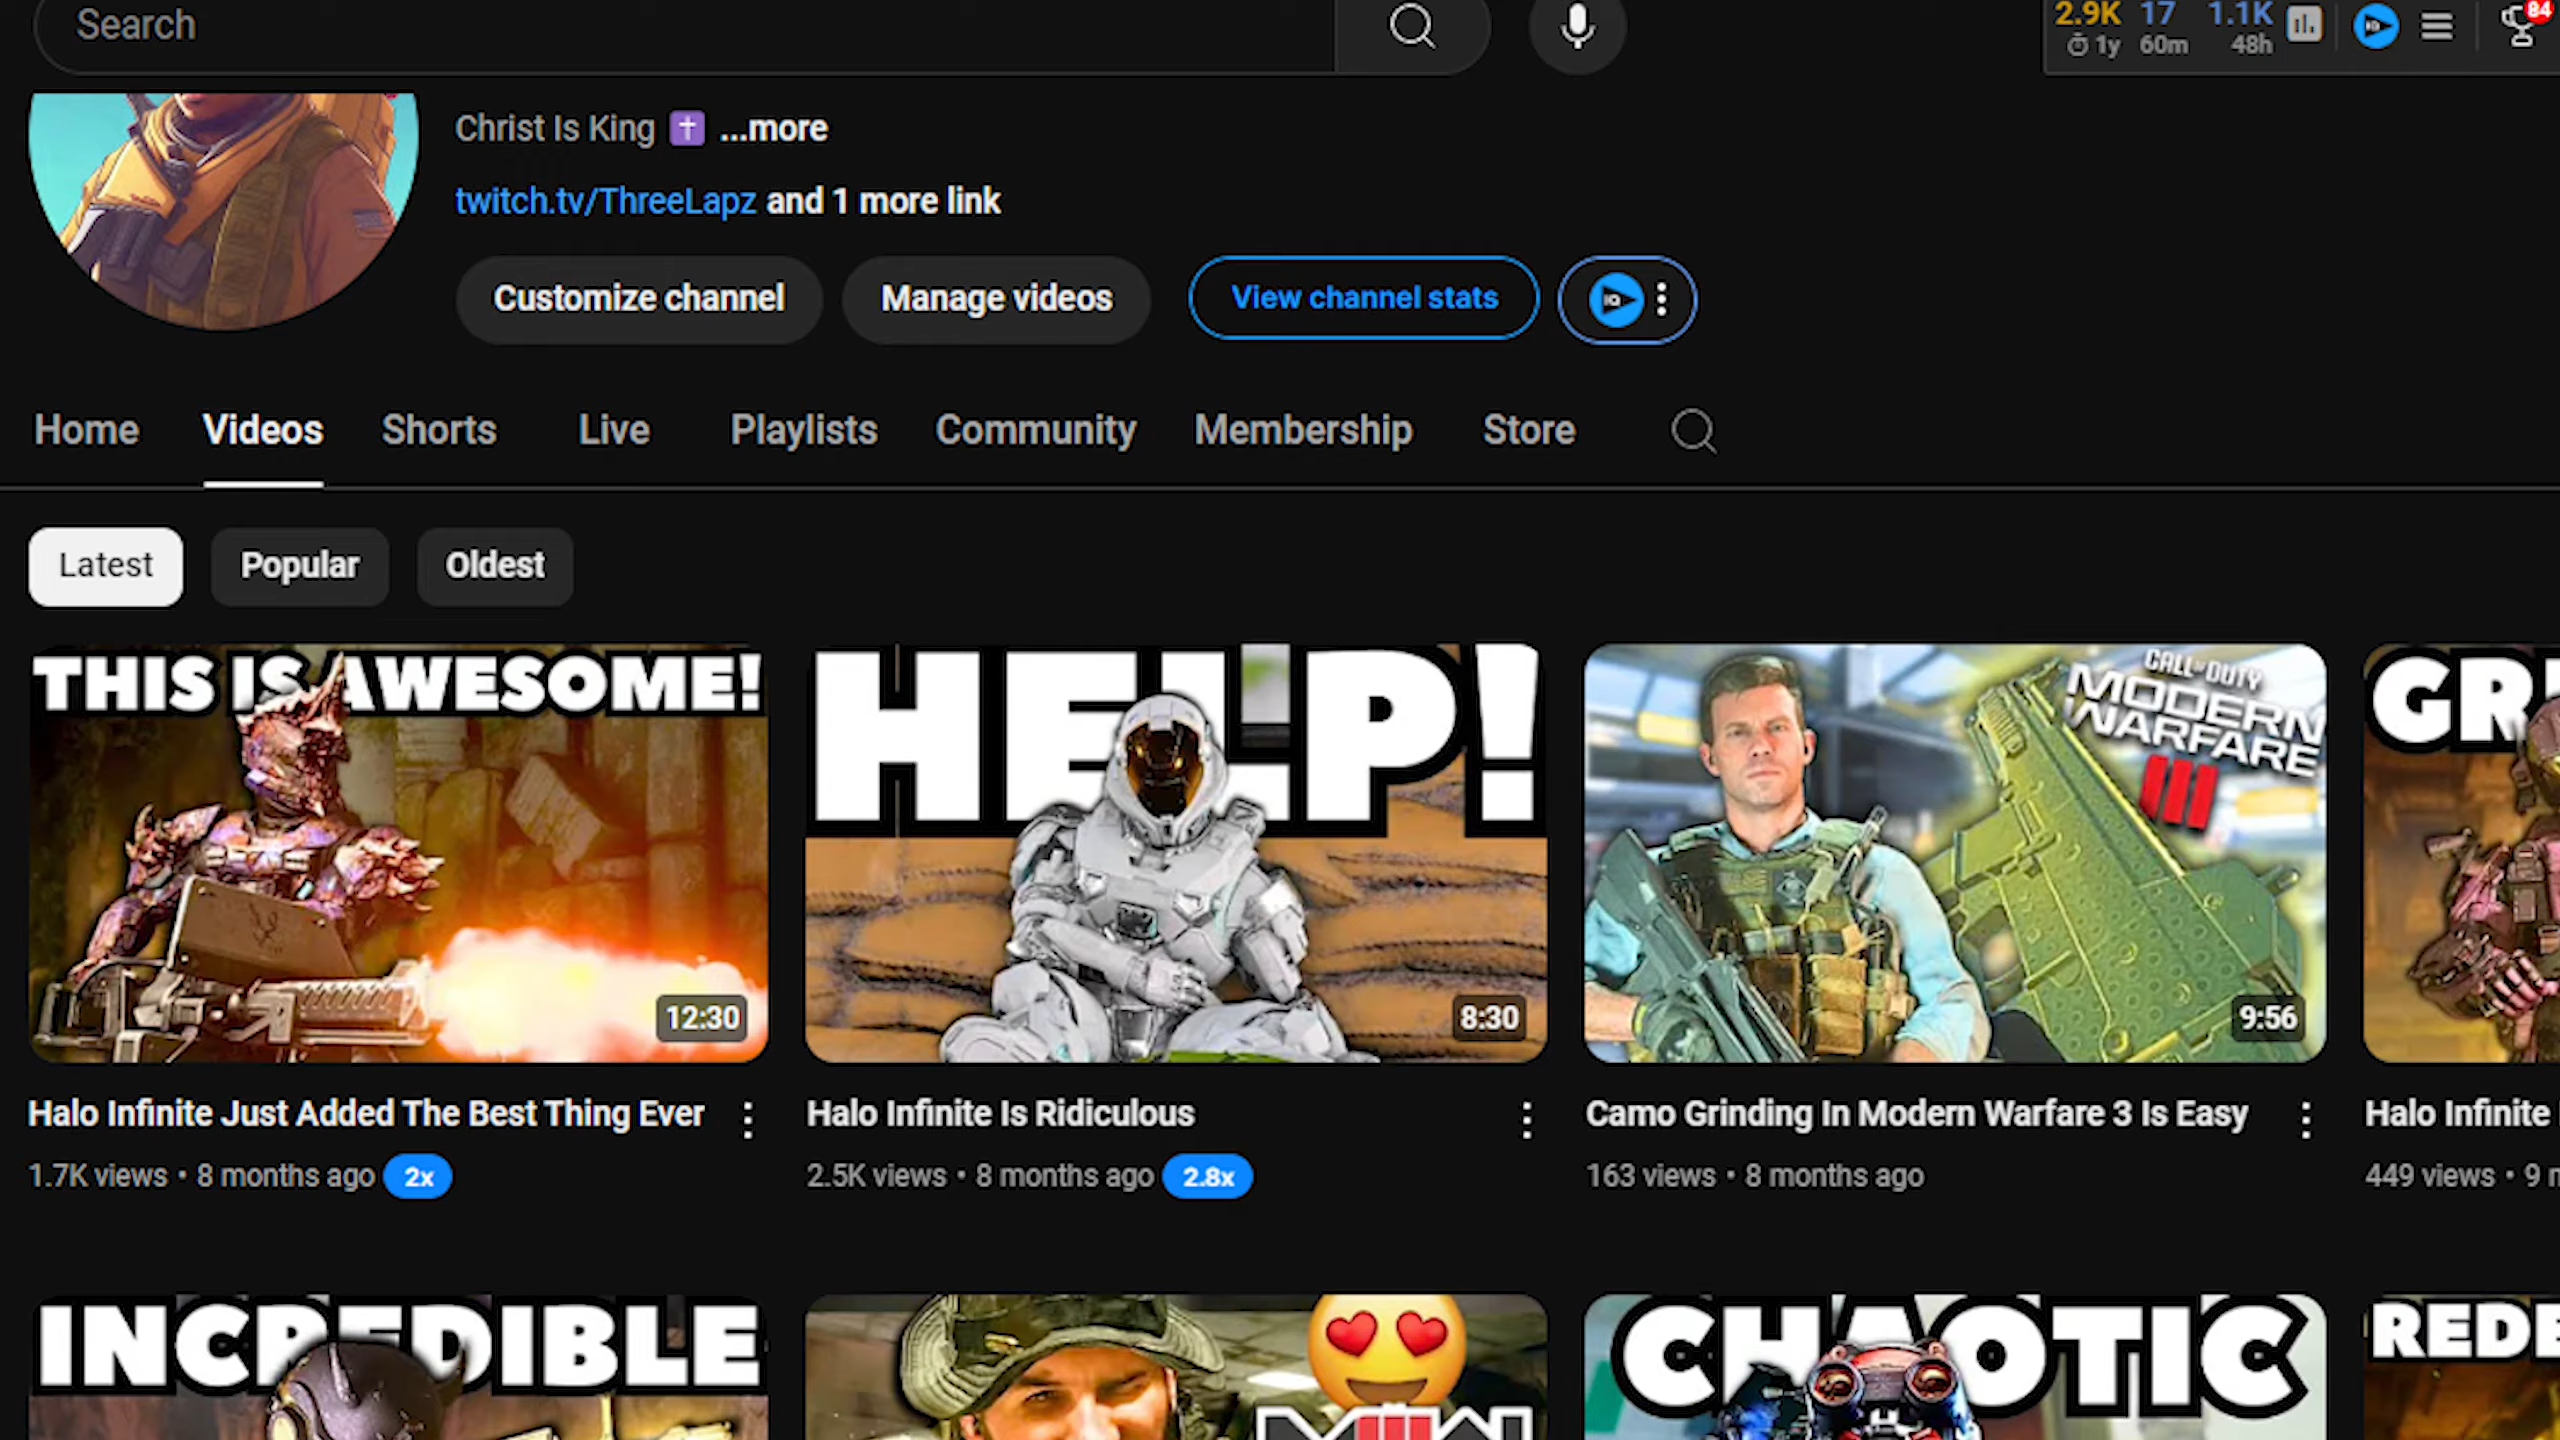 Search
2.9K 17 1.1K
1y 60m 48h
84
Christ Is King ✝ ...more
twitch.tv/ThreeLapz and 1 more link
Customize channel
Manage videos
View channel stats
IQ
Home Videos Shorts Live Playlists Community Membership Store
Latest Popular Oldest
THIS IS AWESOME!
12:30
HELP!
8:30
CALL OF DUTY
MODERN
WARFARE
III
9:56
Halo Infinite Just Added The Best Thing Ever
1.7K views • 8 months ago 2x
Halo Infinite Is Ridiculous
2.5K views • 8 months ago 2.8x
Camo Grinding In Modern Warfare 3 Is Easy
163 views • 8 months ago
Halo Infinite
449 views • 9
INCREDIBLE
CHAOTIC